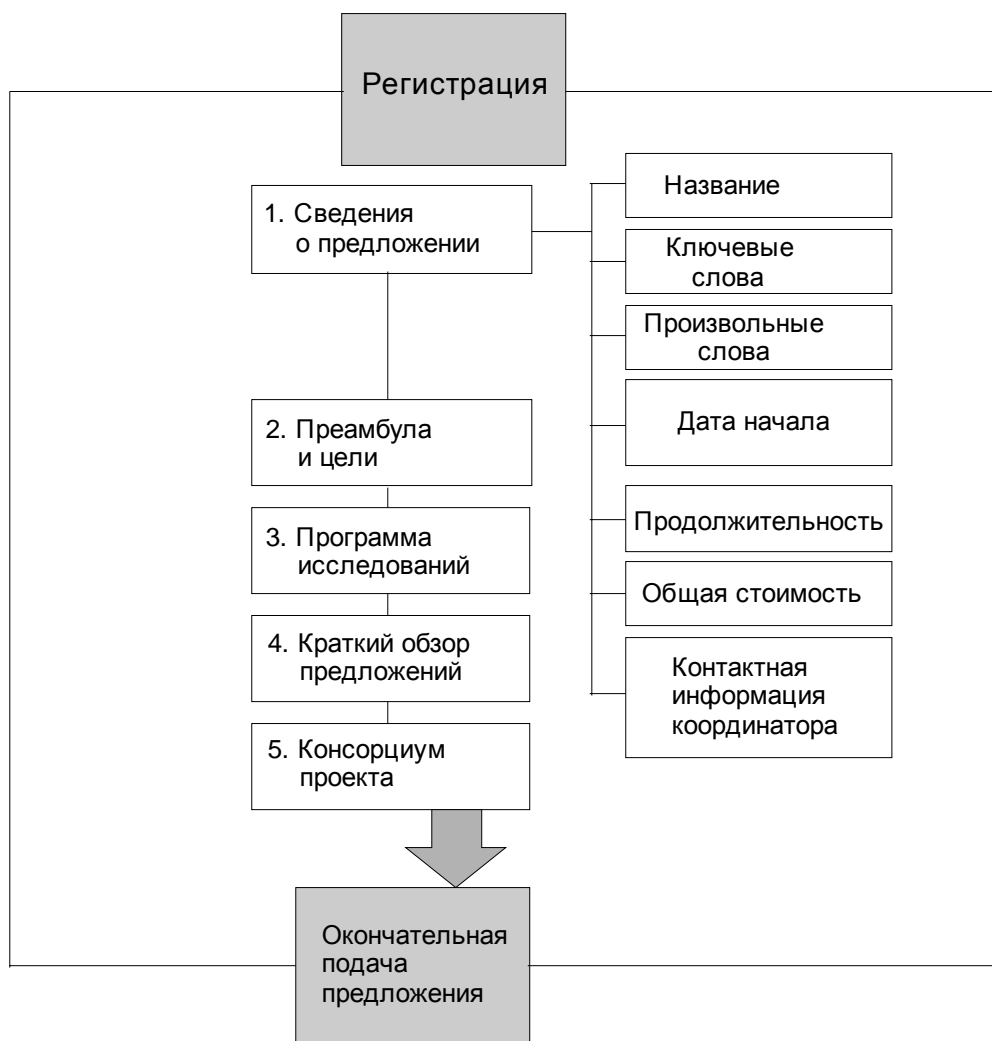 Регистрация
1. Сведения
о предложении
Название
Ключевые
слова
Произвольные
слова
Дата начала
Продолжительность
Общая стоимость
Контактная
информация
координатора
2. Преамбула
и цели
3. Программа
исследований
4. Краткий обзор
предложений
5. Консорциум
проекта
Окончательная
подача
предложения